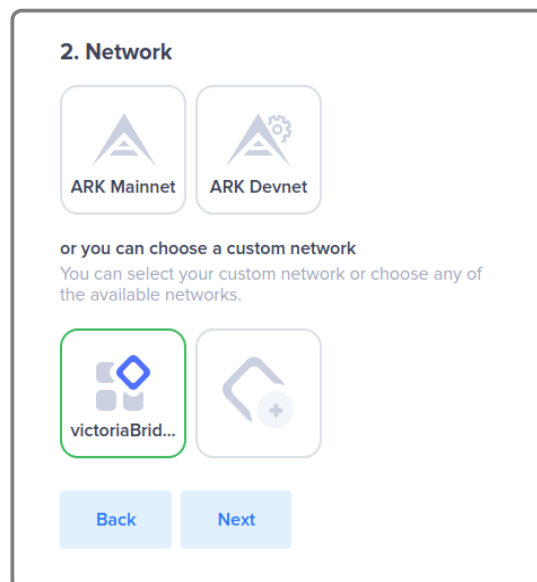 2. Network
ARK Mainnet
ARK Devnet
or you can choose a custom network
You can select your custom network or choose any of
the available networks.
victoriaBrid...
Back
Next